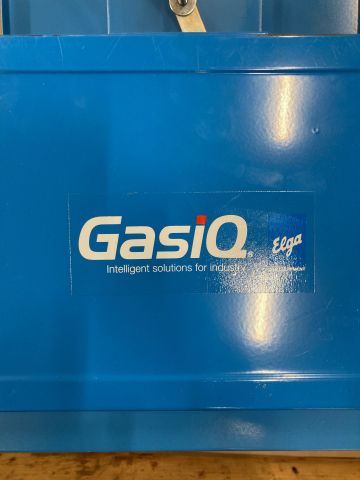 GasiQ®
Intelligent solutions for industry
Elga